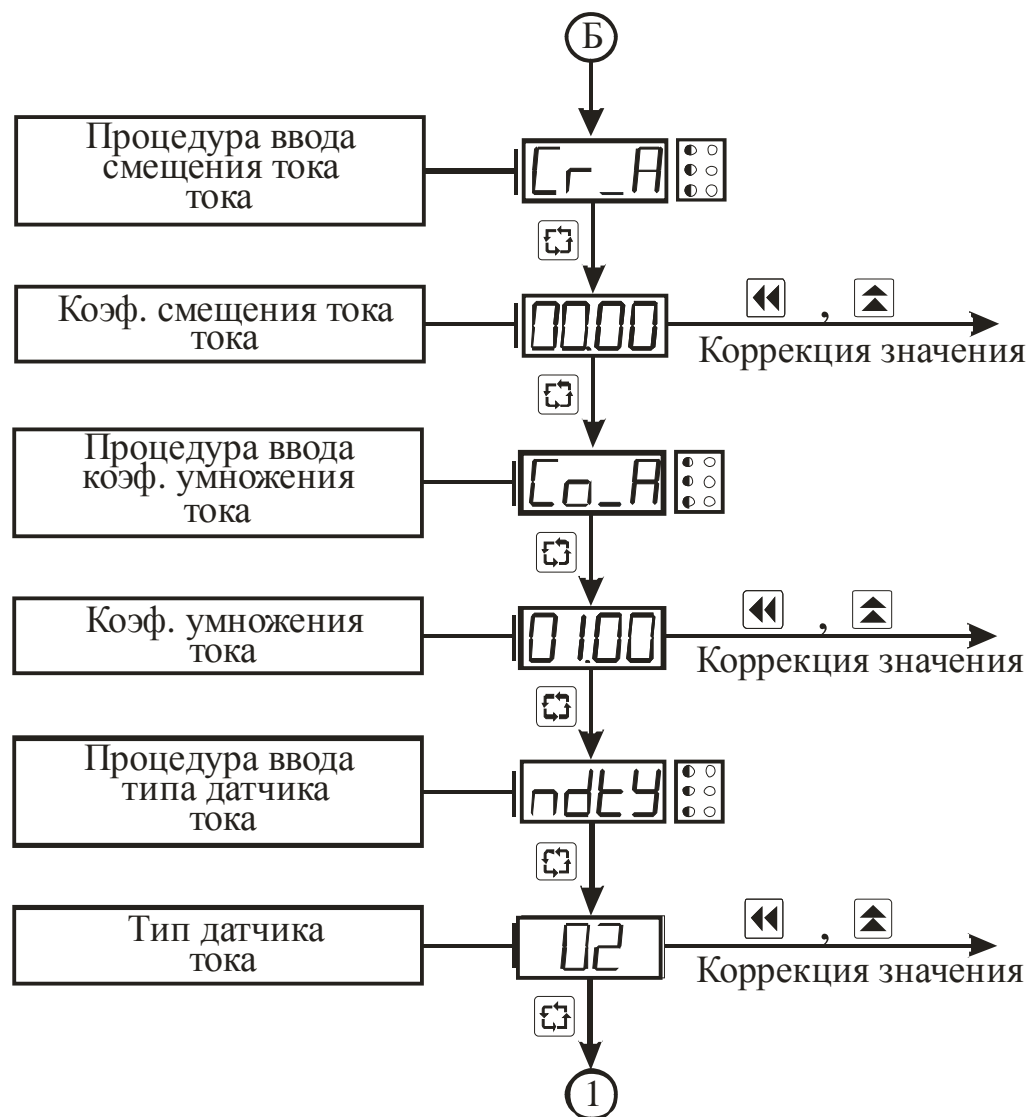 Б
Процедура ввода
смещения тока
тока
Cr_A
Коэф. смещения тока
тока
00.00
,
Коррекция значения
Процедура ввода
коэф. умножения
тока
Co_A
Коэф. умножения
тока
01.00
,
Коррекция значения
Процедура ввода
типа датчика
тока
ndtY
Тип датчика
тока
02
,
Коррекция значения
1